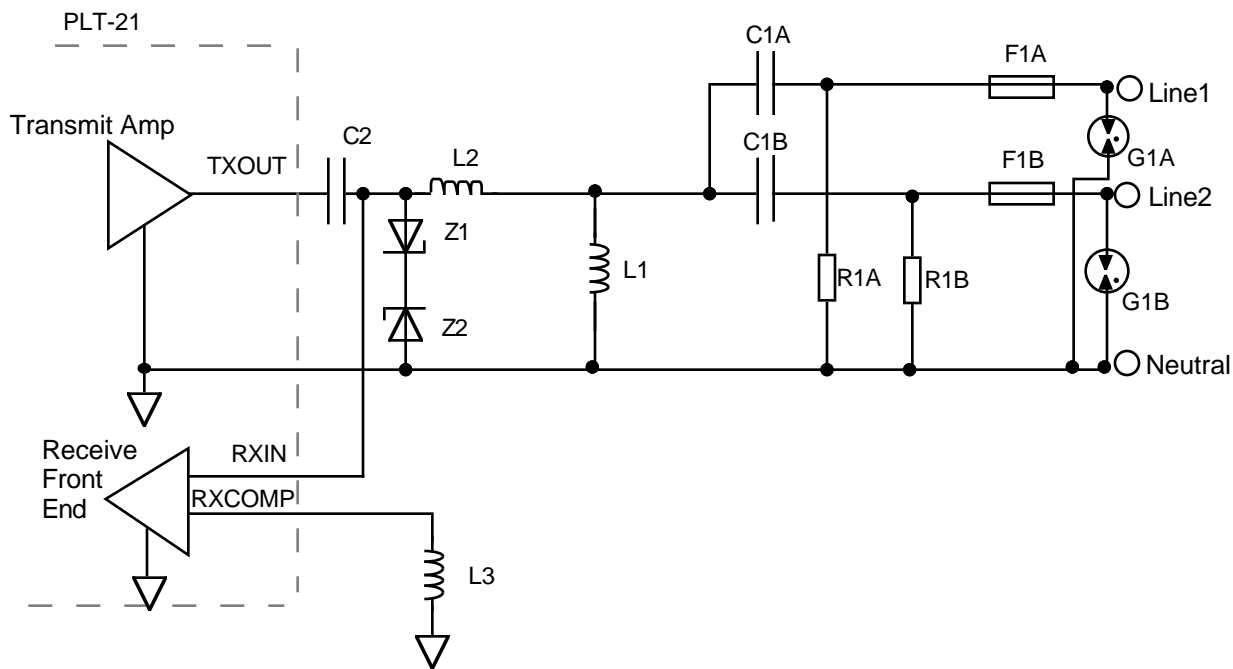 PLT-21
C1A
F1A
Line1
Transmit Amp
C2
C1B
G1A
TXOUT
L2
F1B
Line2
Z1
L1
R1A
R1B
G1B
Z2
Neutral
Receive
Front
End
RXIN
RXCOMP
L3